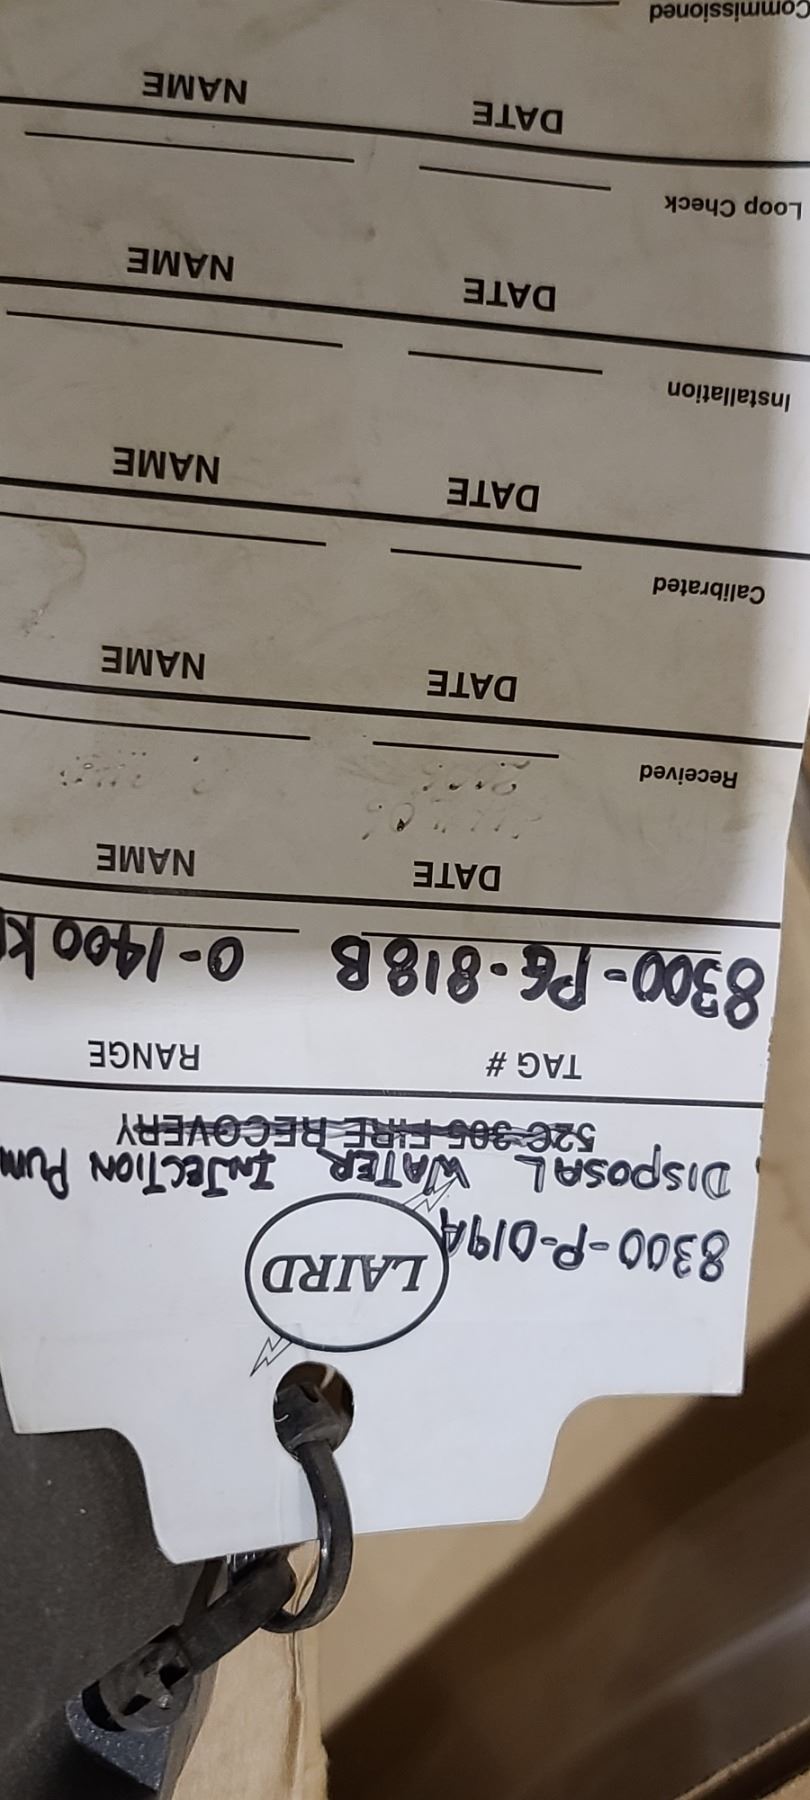 LAIRD
8300-P-019A
DISPOSAL WATER INJECTION PUM
520-305 FIRE RECOVERY
TAG # RANGE
8300-PG-818B 0-1400 k
DATE NAME
Received
DATE NAME
Calibrated
DATE NAME
Installation
DATE NAME
Loop Check
DATE NAME
Commissioned